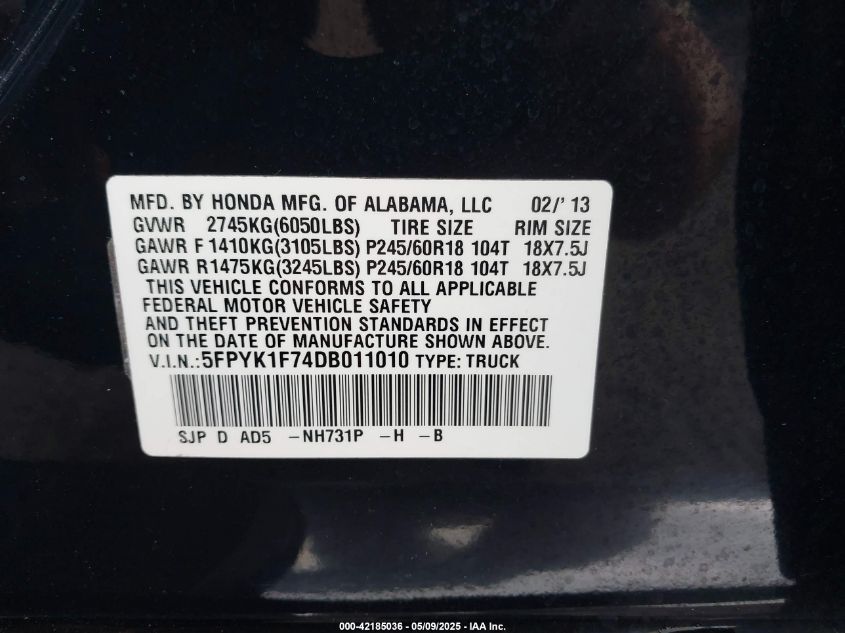 MFD. BY HONDA MFG. OF ALABAMA, LLC 02/' 13
GVWR 2745KG(6050LBS) TIRE SIZE RIM SIZE
GAWR F 1410KG(3105LBS) P245/60R18 104T 18X7.5J
GAWR R1475KG(3245LBS) P245/60R18 104T 18X7.5J
THIS VEHICLE CONFORMS TO ALL APPLICABLE
FEDERAL MOTOR VEHICLE SAFETY
AND THEFT PREVENTION STANDARDS IN EFFECT
ON THE DATE OF MANUFACTURE SHOWN ABOVE.
V.I.N.:5FPYK1F74DB011010 TYPE: TRUCK
SJP D AD5 -NH731P -H -B
000-42185036 - 05/09/2025 - IAA Inc.